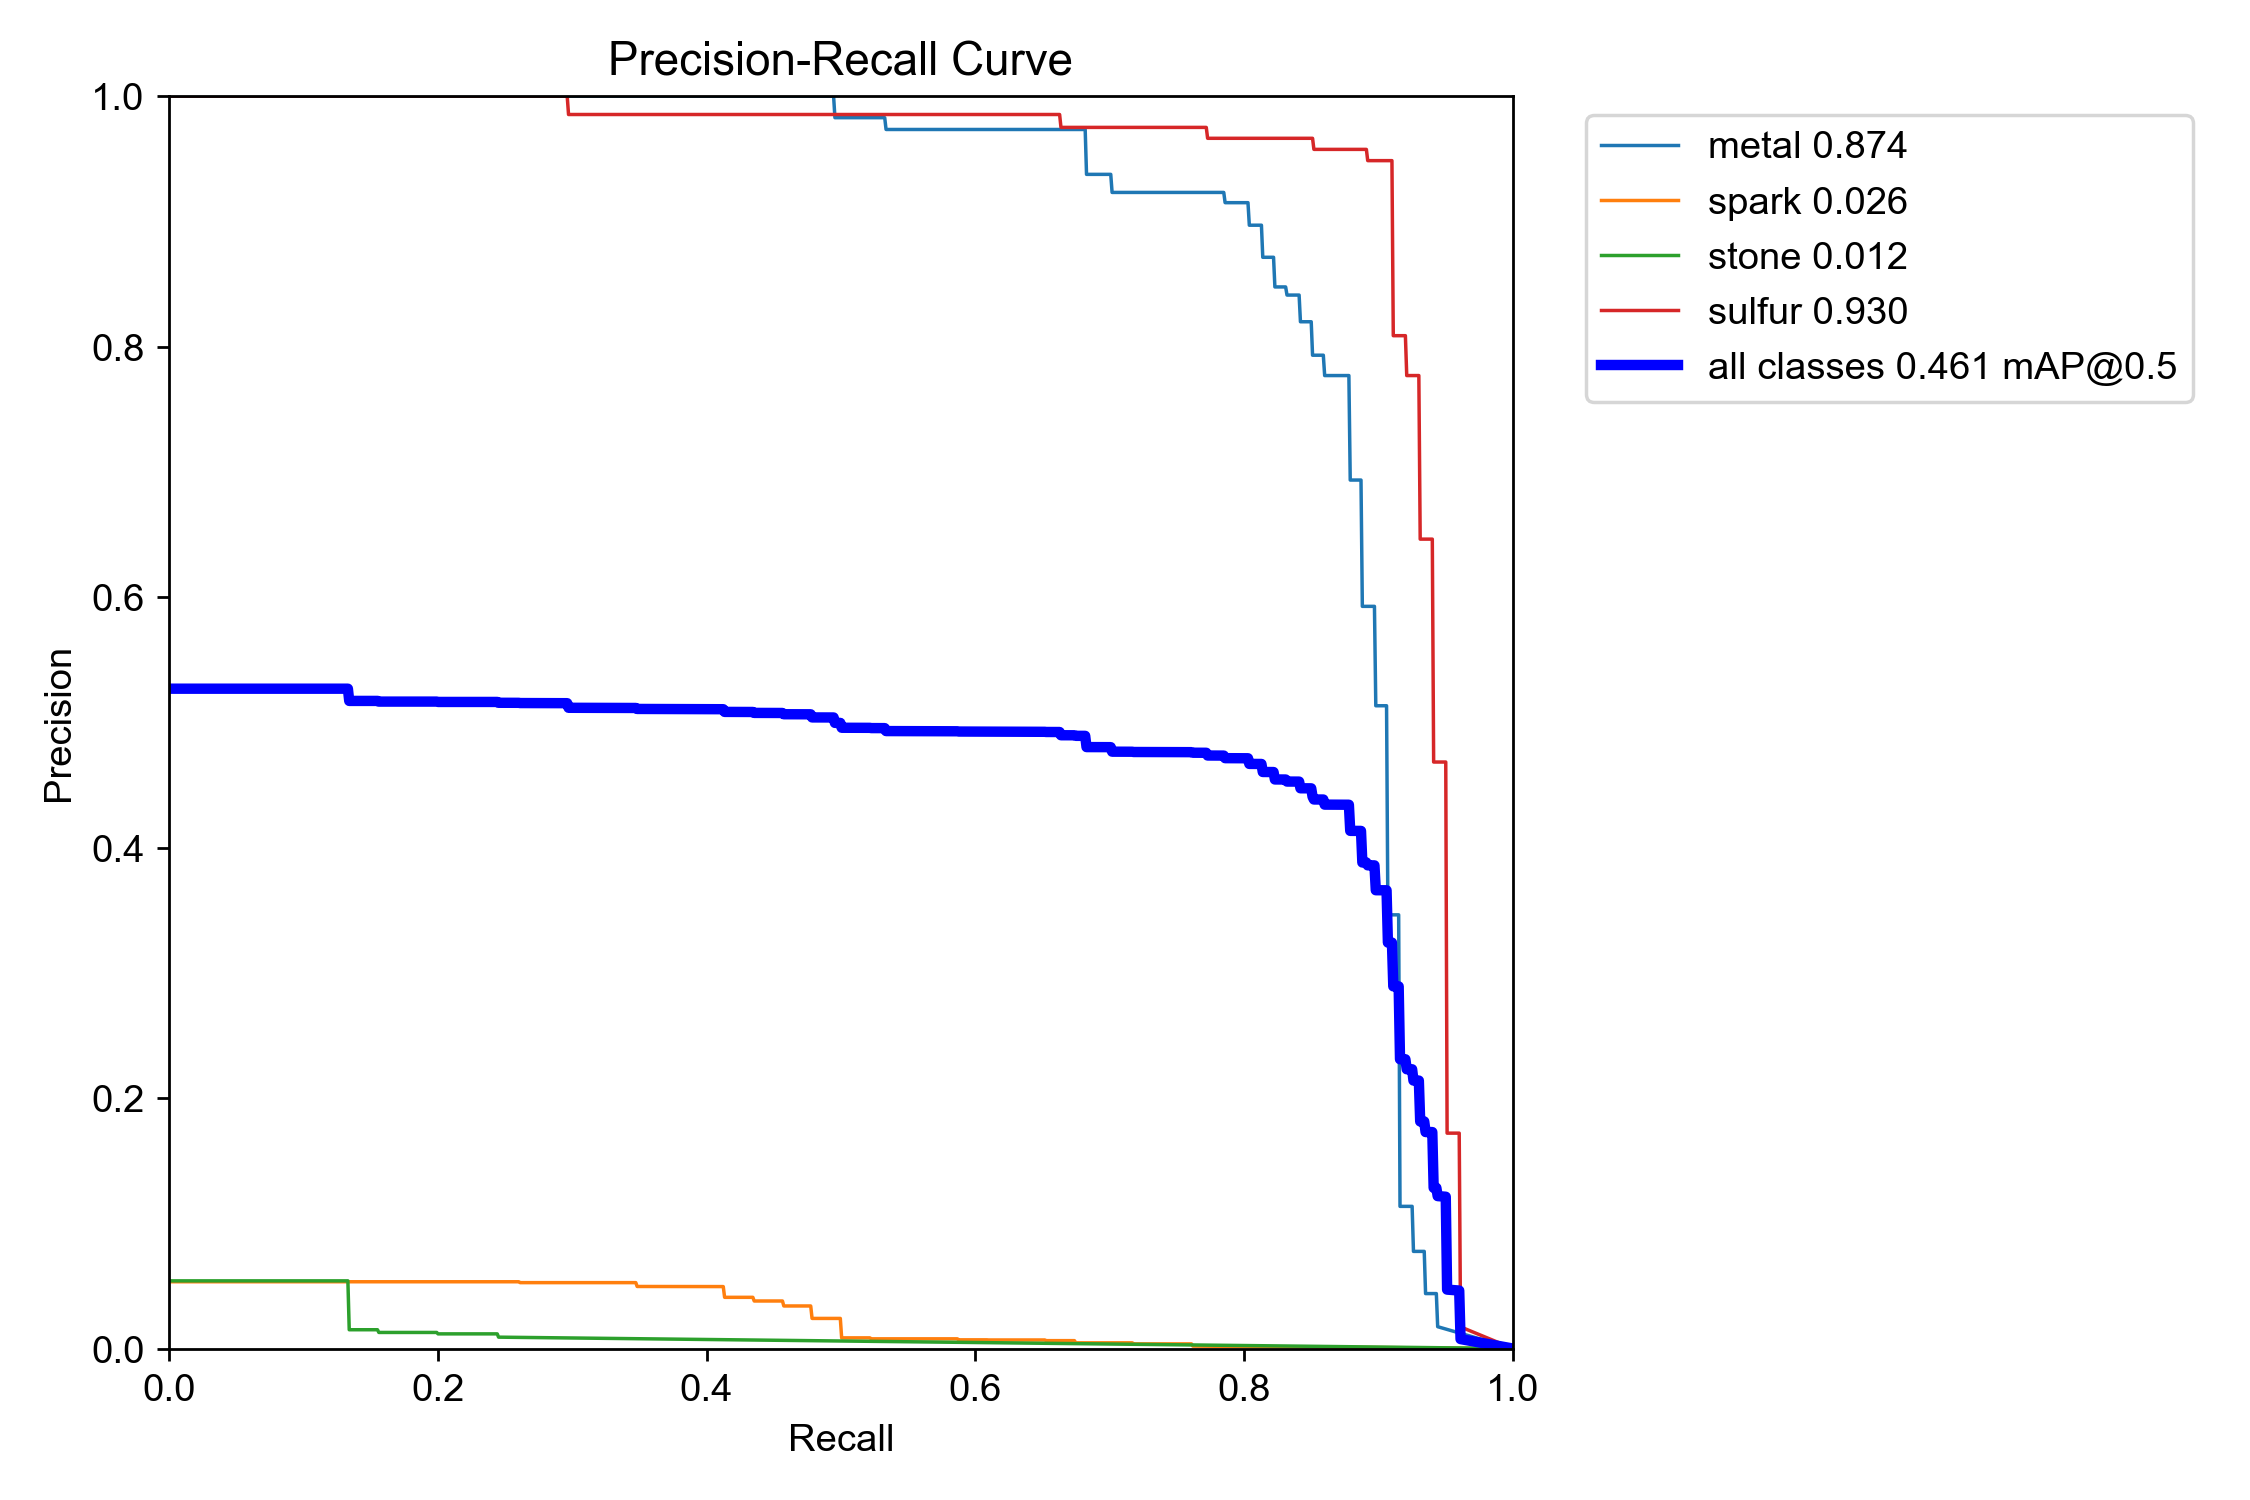 Precision-Recall Curve
1.0
0.8
0.6
0.4
0.2
0.0
Precision
0.0 0.2 0.4 0.6 0.8 1.0
Recall
metal 0.874
spark 0.026
stone 0.012
sulfur 0.930
all classes 0.461 mAP@0.5